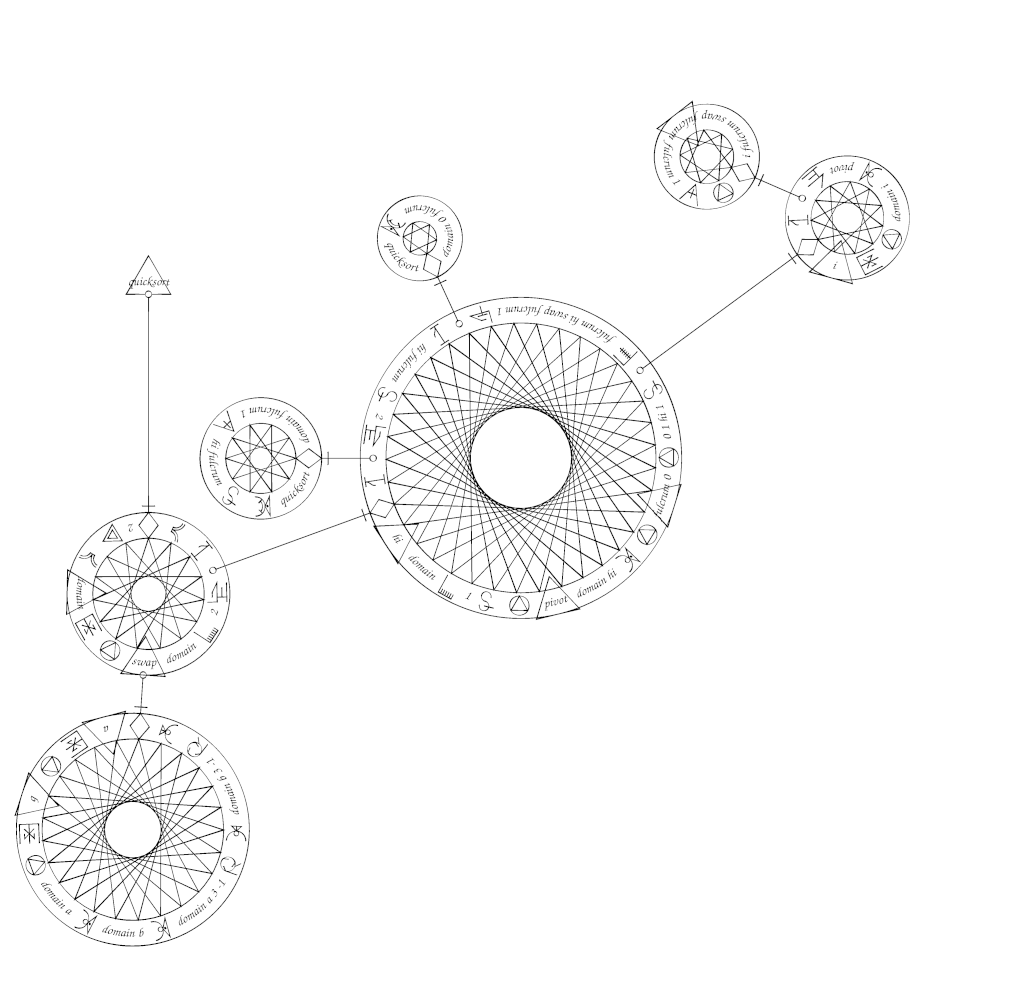 quicksort
2
domain
swap
domain
2
a
b
domain a
domain b
domain a 3 -1
domain b 3 -1
domain fulcrum 1
hi fulcrum
quicksort
hi
domain
1
pivot
domain hi
fulcrum 0
0 1 hi 1
fulcrum hi swap fulcrum 1
hi fulcrum
2
domain 0 fulcrum
quicksort
i
domain i
pivot
i fulcrum swap fulcrum
fulcrum 1